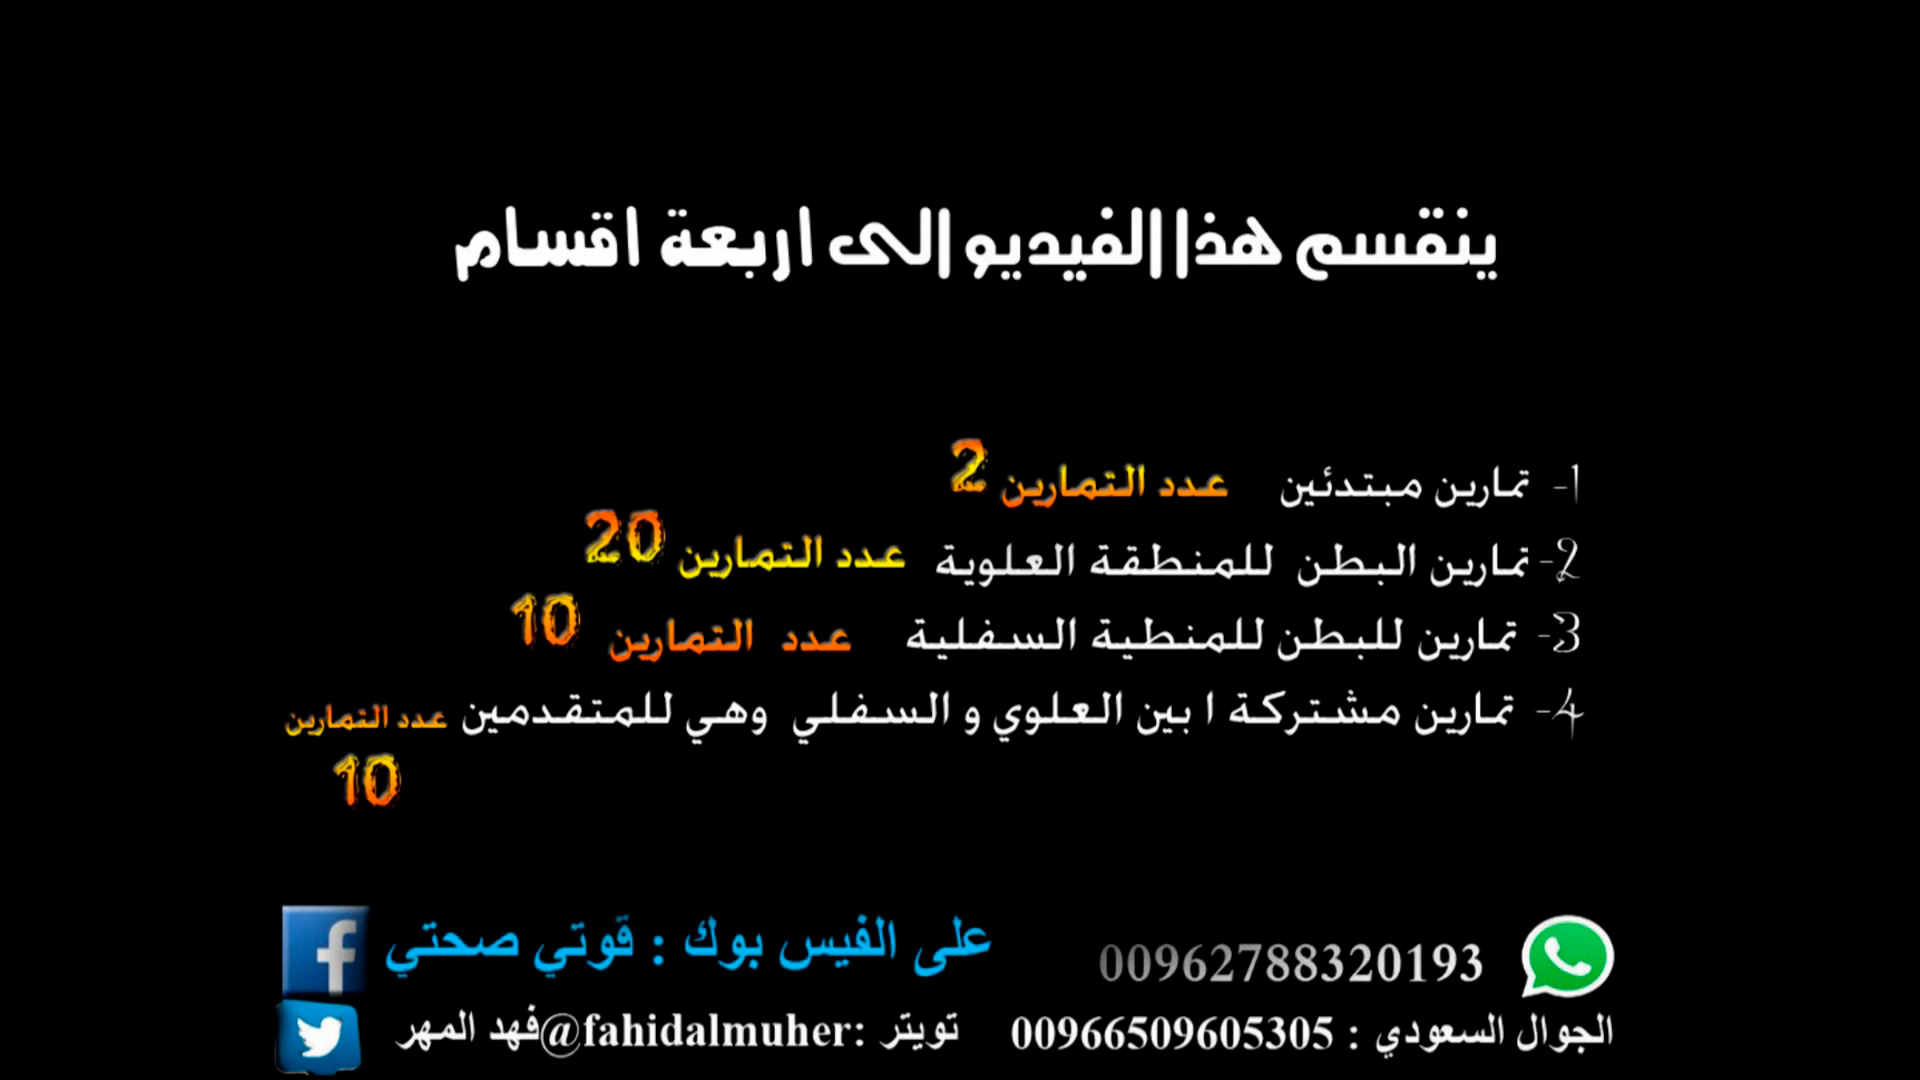 ينقسم هذا الفيديو إلى اربعة اقسام
1- تمارين مبتدئين عدد التمارين 2
2- تمارين البطن للمنطقة العلوية عدد التمارين 20
3- تمارين للبطن للمنطية السفلية عدد التمارين 10
4- تمارين مشتركة ا بين العلوي و السفلي وهي للمتقدمين عدد التمارين
10
00962788320193
على الفيس بوك : قوتي صحتي
الجوال السعودي : 00966509605305
تويتر :fahidalmuher@فهد المهر